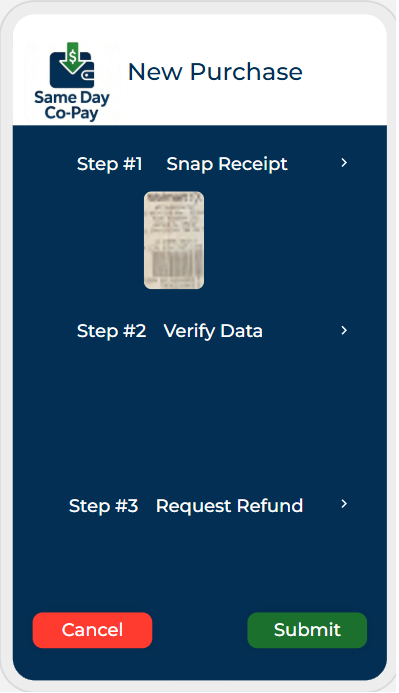 Same Day
Co-Pay
New Purchase
Step #1 Snap Receipt >
Step #2 Verify Data >
Step #3 Request Refund >
Cancel
Submit